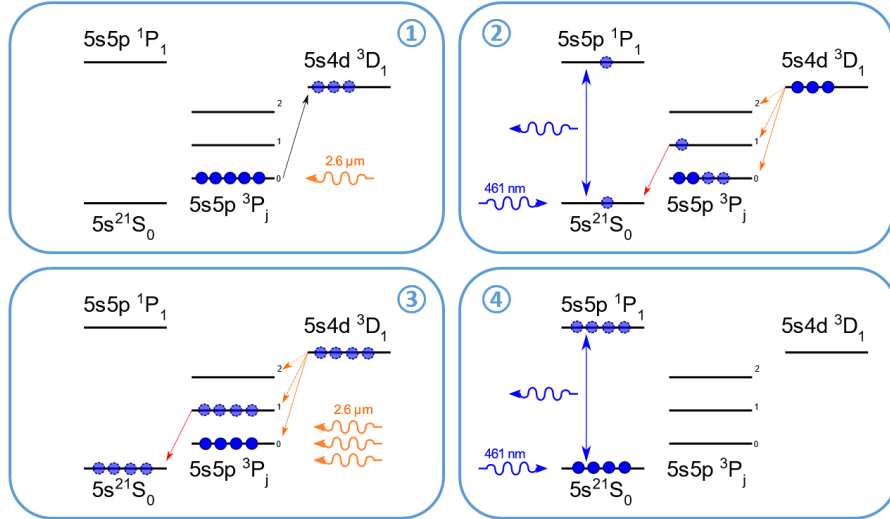 ①
5s5p ¹P₁
5s4d ³D₁
2
1
0
2.6 µm
5s²¹S₀
5s5p ³Pⱼ
②
5s5p ¹P₁
5s4d ³D₁
2
1
0
461 nm
5s²¹S₀
5s5p ³Pⱼ
③
5s5p ¹P₁
5s4d ³D₁
2
1
0
2.6 µm
5s²¹S₀
5s5p ³Pⱼ
④
5s5p ¹P₁
5s4d ³D₁
2
1
0
461 nm
5s²¹S₀
5s5p ³Pⱼ